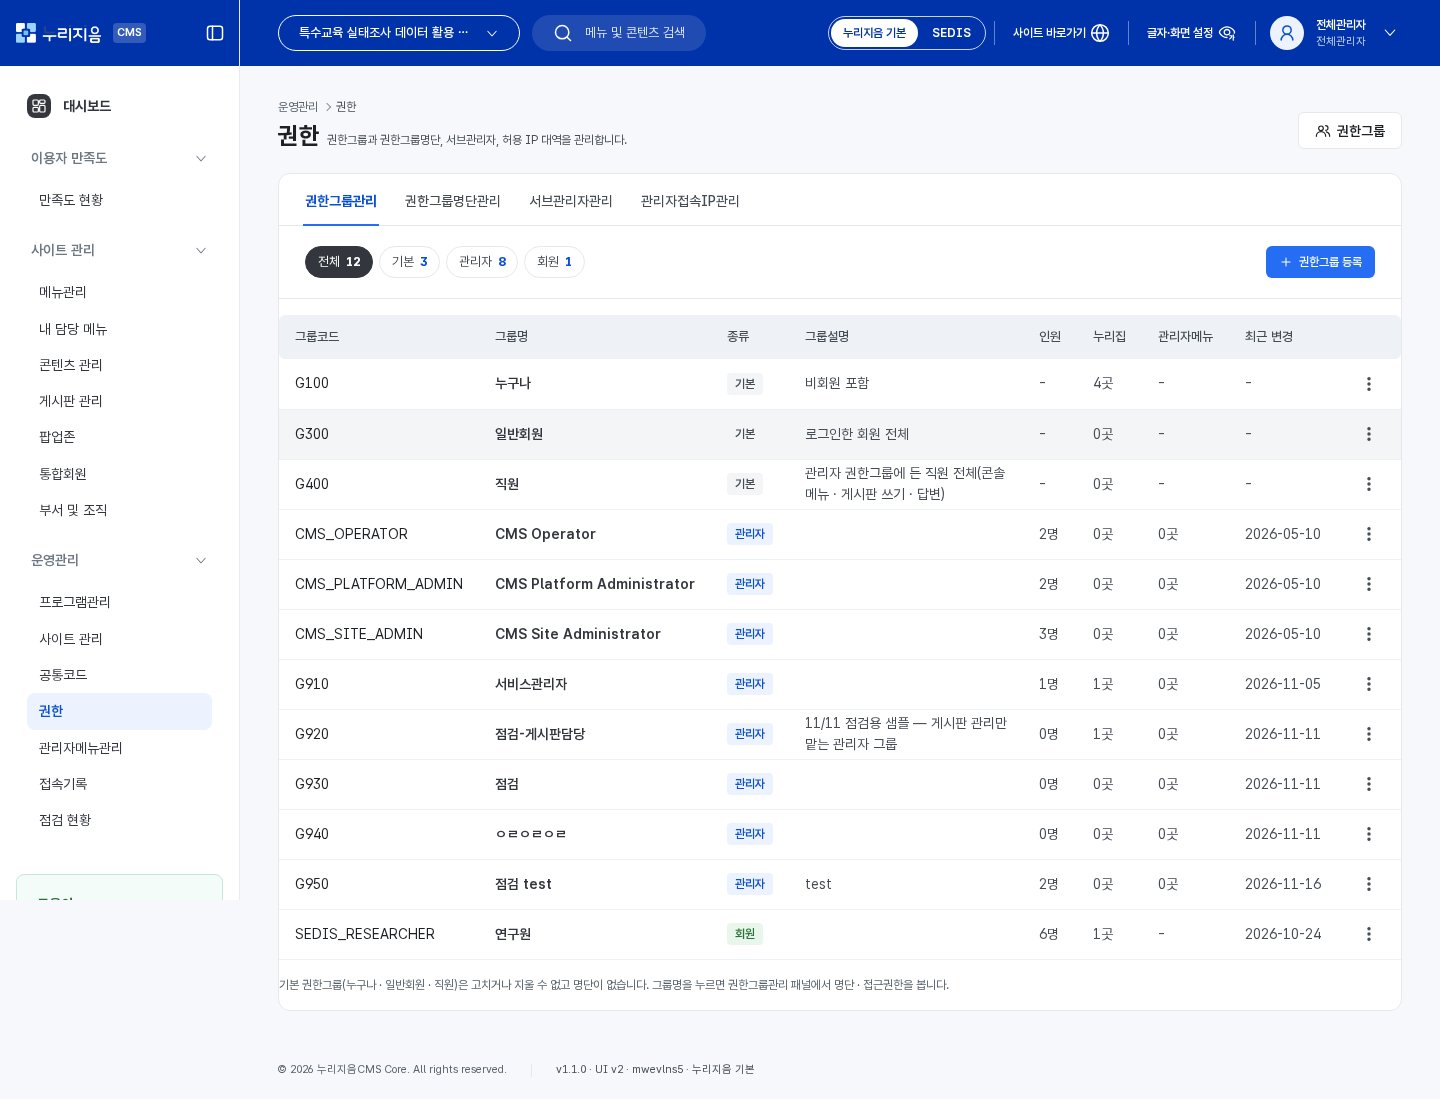 누리지음 CMS
특수교육 실태조사 데이터 활용 ···
메뉴 및 콘텐츠 검색
누리지음 기본 SEDIS
사이트 바로가기
글자·화면 설정
전체관리자
전체관리자
대시보드
이용자 만족도
만족도 현황
사이트 관리
메뉴관리
내 담당 메뉴
콘텐츠 관리
게시판 관리
팝업존
통합회원
부서 및 조직
운영관리
프로그램관리
사이트 관리
공통코드
권한
관리자메뉴관리
접속기록
점검 현황
운영관리 > 권한
권한 권한그룹과 권한그룹명단, 서브관리자, 허용 IP 대역을 관리합니다.
권한그룹
권한그룹관리 권한그룹명단관리 서브관리자관리 관리자접속IP관리
전체 12 기본 3 관리자 8 회원 1
+ 권한그룹 등록
그룹코드 그룹명 종류 그룹설명 인원 누리집 관리자메뉴 최근 변경
G100 누구나 기본 비회원 포함 - 4곳 - -
G300 일반회원 기본 로그인한 회원 전체 - 0곳 - -
G400 직원 기본 관리자 권한그룹에 든 직원 전체(콘솔
메뉴 · 게시판 쓰기 · 답변) - 0곳 - -
CMS_OPERATOR CMS Operator 관리자 2명 0곳 0곳 2026-05-10
CMS_PLATFORM_ADMIN CMS Platform Administrator 관리자 2명 0곳 0곳 2026-05-10
CMS_SITE_ADMIN CMS Site Administrator 관리자 3명 0곳 0곳 2026-05-10
G910 서비스관리자 관리자 1명 1곳 0곳 2026-11-05
G920 점검-게시판담당 관리자 11/11 점검용 샘플 — 게시판 관리만
맡는 관리자 그룹 0명 1곳 0곳 2026-11-11
G930 점검 관리자 0명 0곳 0곳 2026-11-11
G940 ㅇㄹㅇㄹㅇㄹ 관리자 0명 0곳 0곳 2026-11-11
G950 점검 test 관리자 test 2명 0곳 0곳 2026-11-16
SEDIS_RESEARCHER 연구원 회원 6명 1곳 - 2026-10-24
기본 권한그룹(누구나 · 일반회원 · 직원)은 고치거나 지울 수 없고 명단이 없습니다. 그룹명을 누르면 권한그룹관리 패널에서 명단 · 접근권한을 봅니다.
© 2026 누리지음CMS Core. All rights reserved.
v1.1.0 · UI v2 · mwevlns5 · 누리지음 기본